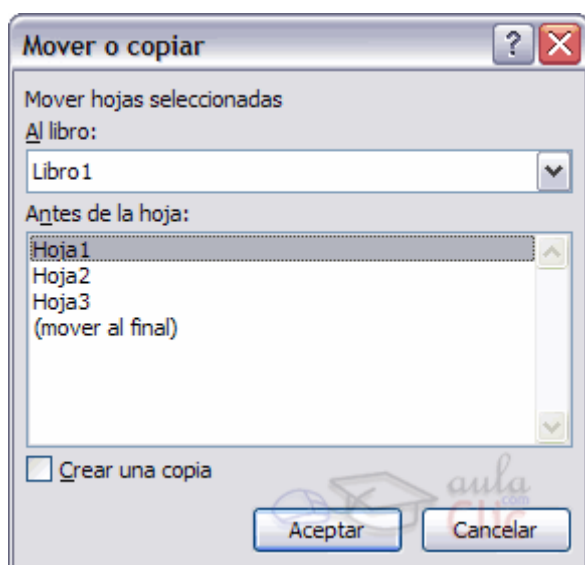 Mover o copiar
Mover hojas seleccionadas
Al libro:
Libro1
Antes de la hoja:
Hoja1
Hoja2
Hoja3
(mover al final)
Crear una copia
aula
.com
Clic
Aceptar
Cancelar